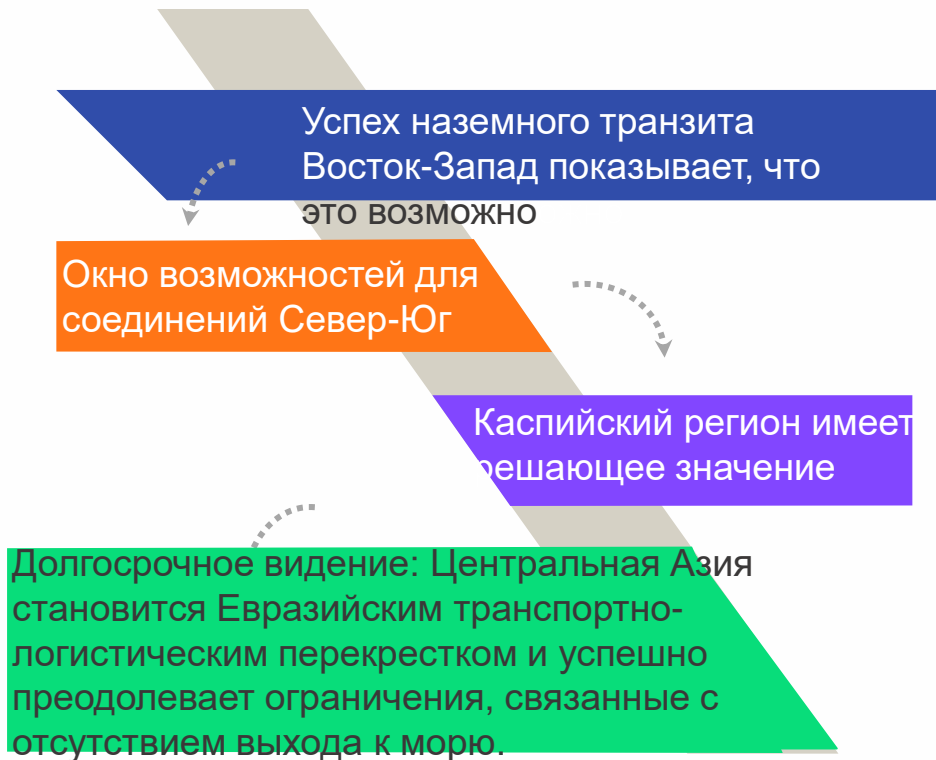 Успех наземного транзита
Восток-Запад показывает, что
это возможно
Окно возможностей для
соединений Север-Юг
Каспийский регион имеет
решающее значение
Долгосрочное видение: Центральная Азия
становится Евразийским транспортно-
логистическим перекрестком и успешно
преодолевает ограничения, связанные с
отсутствием выхода к морю.